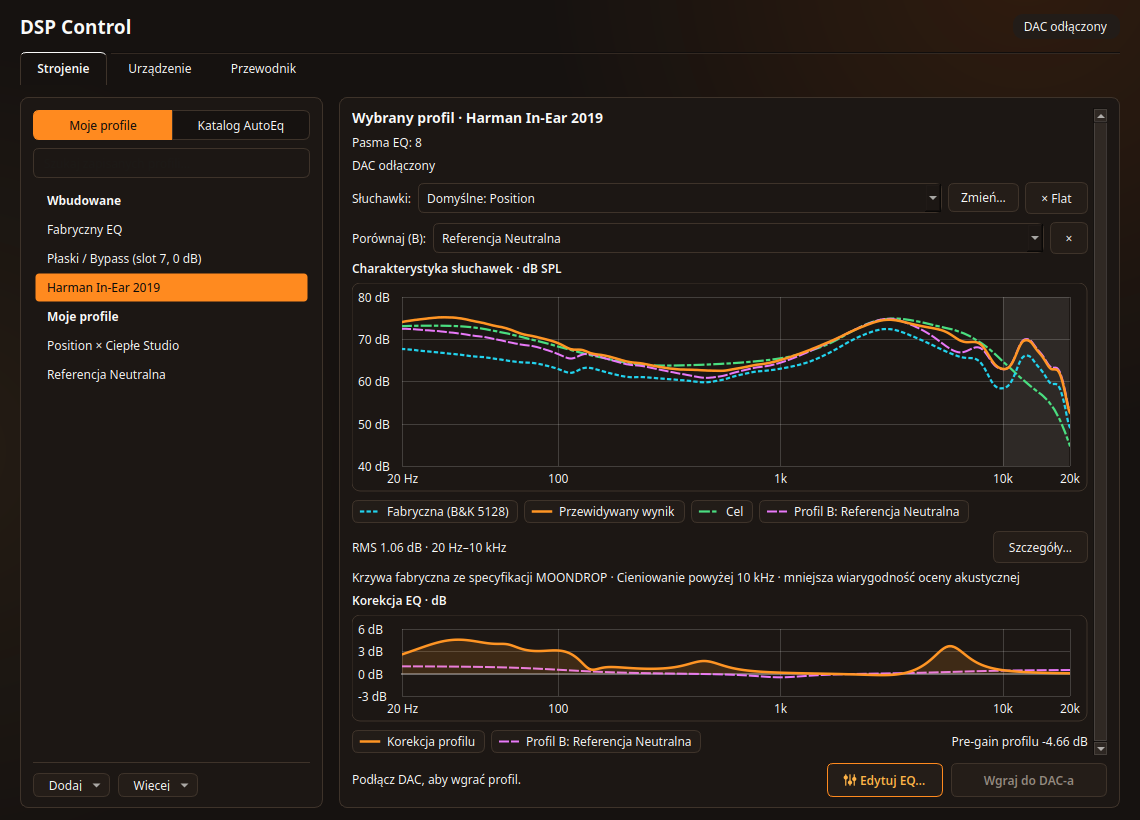 DSP Control
DAC odłączony
Strojenie
Urządzenie
Przewodnik
Moje profile
Katalog AutoEq
Wbudowane
Fabryczny EQ
Płaski / Bypass (slot 7, 0 dB)
Harman In-Ear 2019
Moje profile
Position × Ciepłe Studio
Referencja Neutralna
Dodaj
Więcej
Wybrany profil · Harman In-Ear 2019
Pasma EQ: 8
DAC odłączony
Słuchawki:
Domyślne: Position
Zmień...
× Flat
Porównaj (B):
Referencja Neutralna
×
Charakterystyka słuchawek · dB SPL
80 dB
70 dB
60 dB
50 dB
40 dB
20 Hz
100
1k
10k
20k
Fabryczna (B&K 5128)
Przewidywany wynik
Cel
Profil B: Referencja Neutralna
RMS 1.06 dB · 20 Hz–10 kHz
Szczegóły...
Krzywa fabryczna ze specyfikacji MOONDROP · Cieniowanie powyżej 10 kHz · mniejsza wiarygodność oceny akustycznej
Korekcja EQ · dB
6 dB
3 dB
0 dB
-3 dB
20 Hz
100
1k
10k
20k
Korekcja profilu
Profil B: Referencja Neutralna
Pre-gain profilu -4.66 dB
Podłącz DAC, aby wgrać profil.
Edytuj EQ...
Wgraj do DAC-a